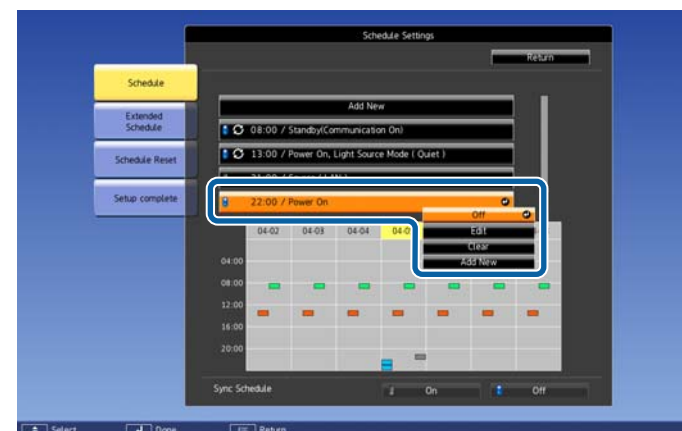 Schedule Settings
Return
Schedule
Extended
Schedule
Schedule Reset
Setup complete
Add New
08:00 / Standby(Communication On)
13:00 / Power On, Light Source Mode ( Quiet )
22:00 / Power On
Off
Edit
Clear
Add New
04-02 04-03 04-04
04:00
08:00
12:00
16:00
20:00
Sync Schedule On Off
Select Done Return